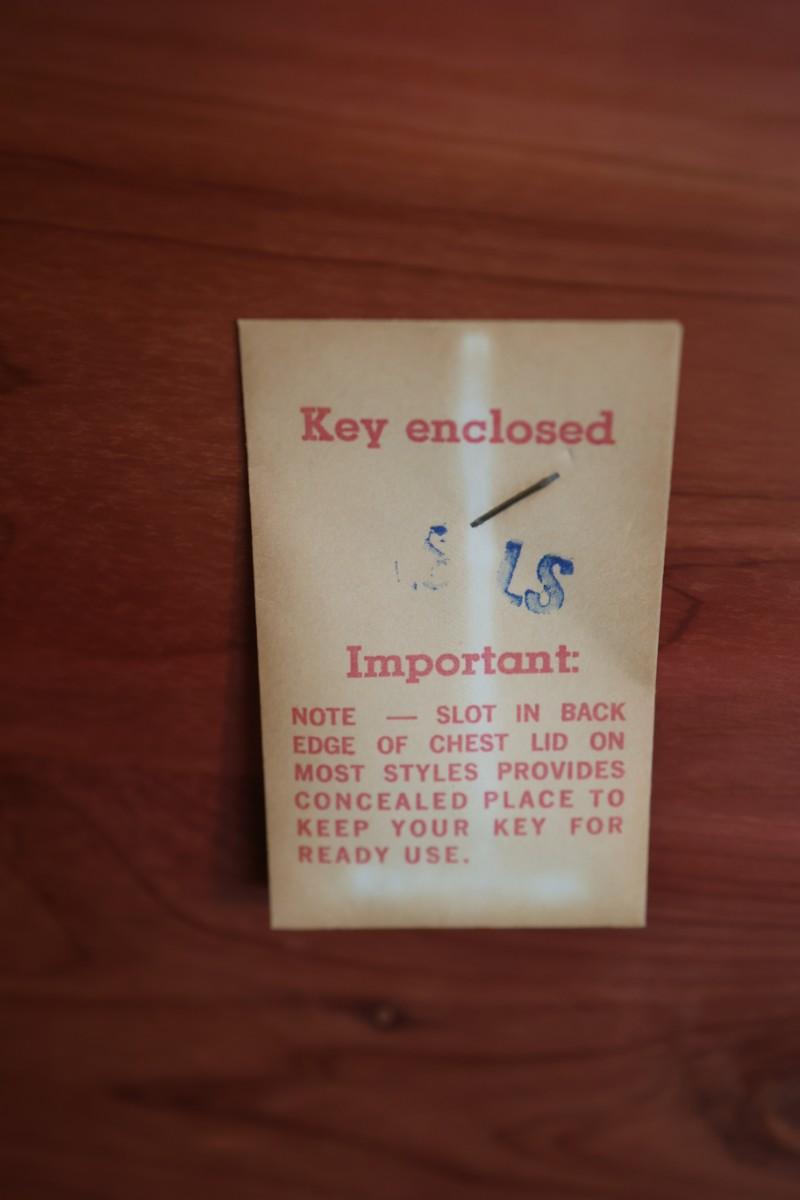 Key enclosed
LS
Important:
NOTE — SLOT IN BACK
EDGE OF CHEST LID ON
MOST STYLES PROVIDES
CONCEALED PLACE TO
KEEP YOUR KEY FOR
READY USE.